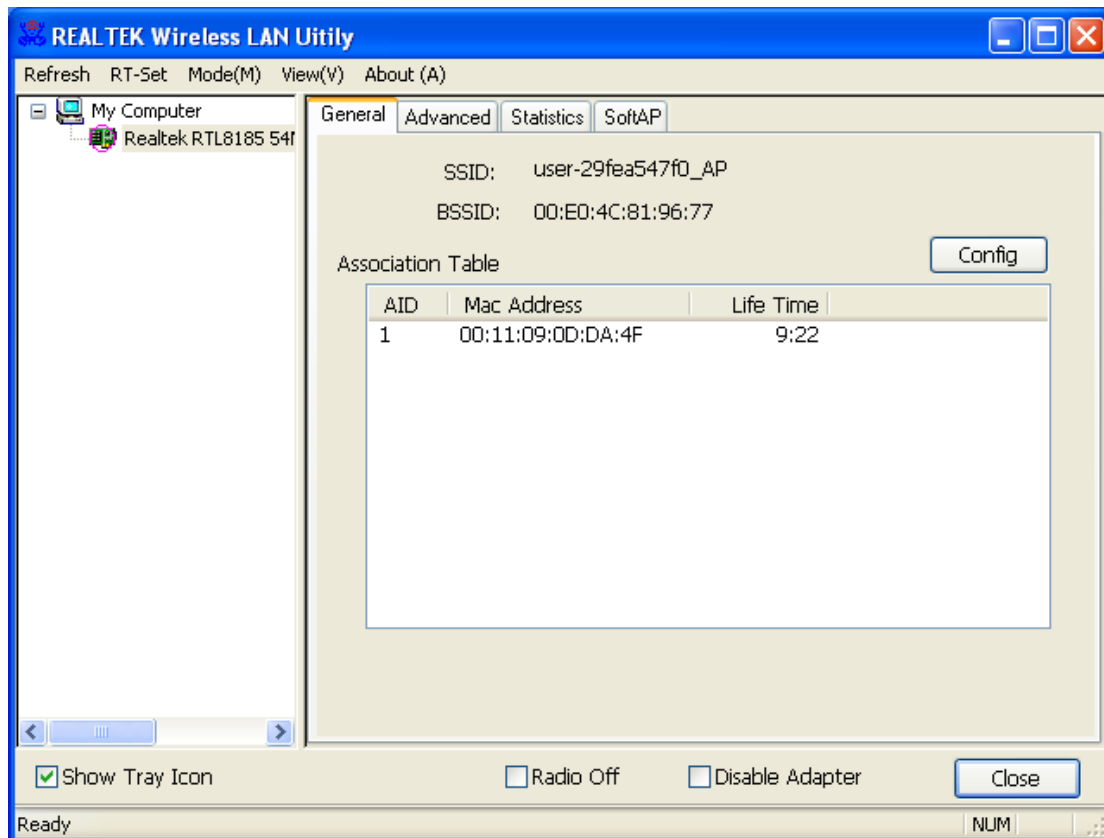 REALTEK Wireless LAN Uitily
Refresh RT-Set Mode(M) View(V) About (A)
My Computer
Realtek RTL8185 54M
General Advanced Statistics SoftAP
SSID: user-29fea547f0_AP
BSSID: 00:E0:4C:81:96:77
Config
Association Table
AID Mac Address Life Time
1 00:11:09:0D:DA:4F 9:22
Show Tray Icon Radio Off Disable Adapter Close
Ready NUM